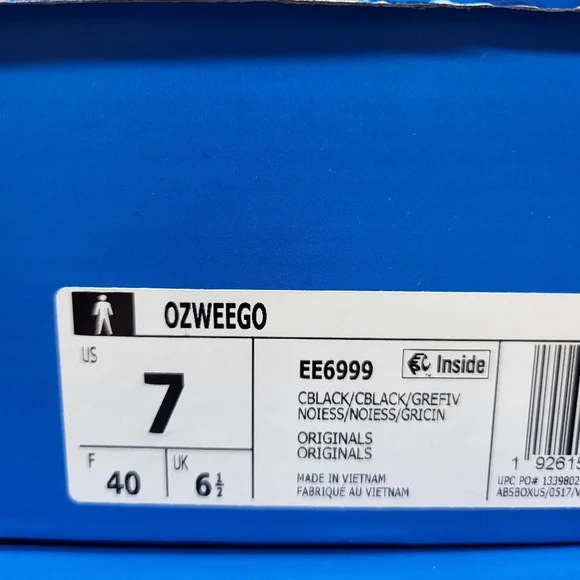 OZWEEGO
US
7
F
40
UK
6½
EE6999
Inside
CBLACK/CBLACK/GREFIV
NOIESS/NOIESS/GRICIN
ORIGINALS
ORIGINALS
MADE IN VIETNAM
FABRIQUÉ AU VIETNAM
1 92615
UPC PO# 1339802
ABSBOXUS/0517/V